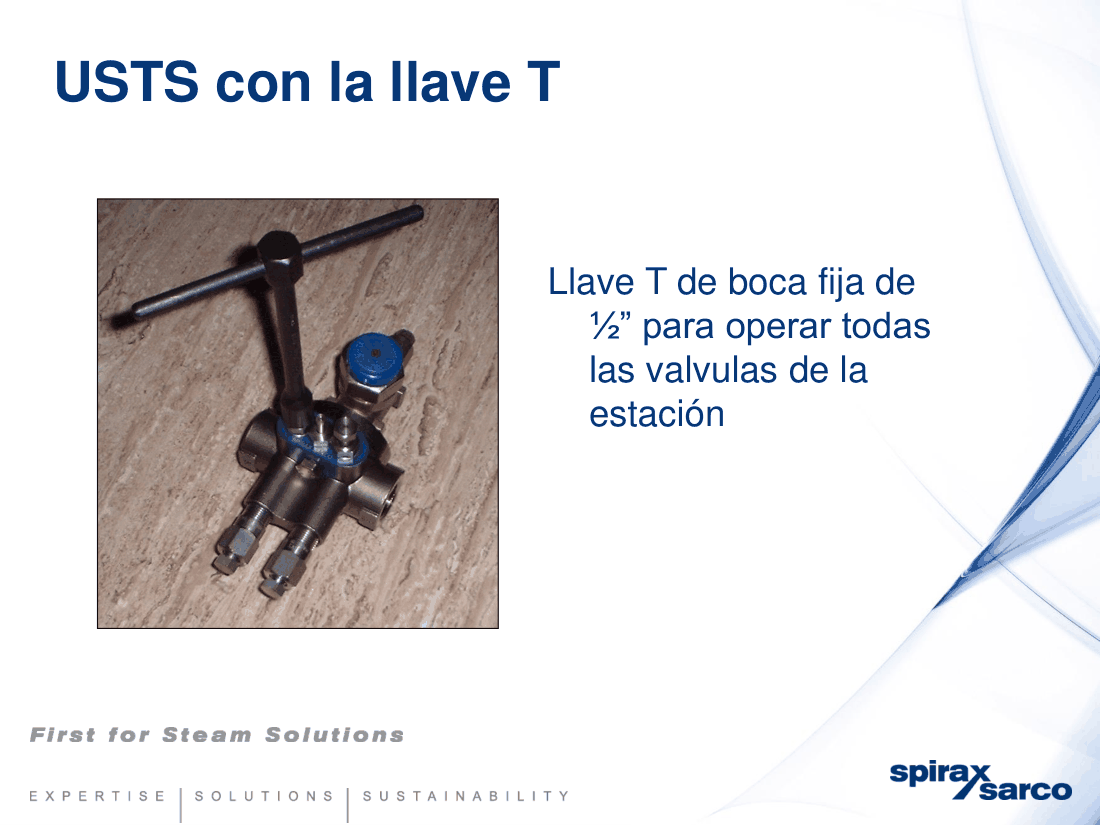 USTS con la llave T
Llave T de boca fija de
½” para operar todas
las valvulas de la
estación
First for Steam Solutions
EXPERTISE | SOLUTIONS | SUSTAINABILITY
spirax
sarco